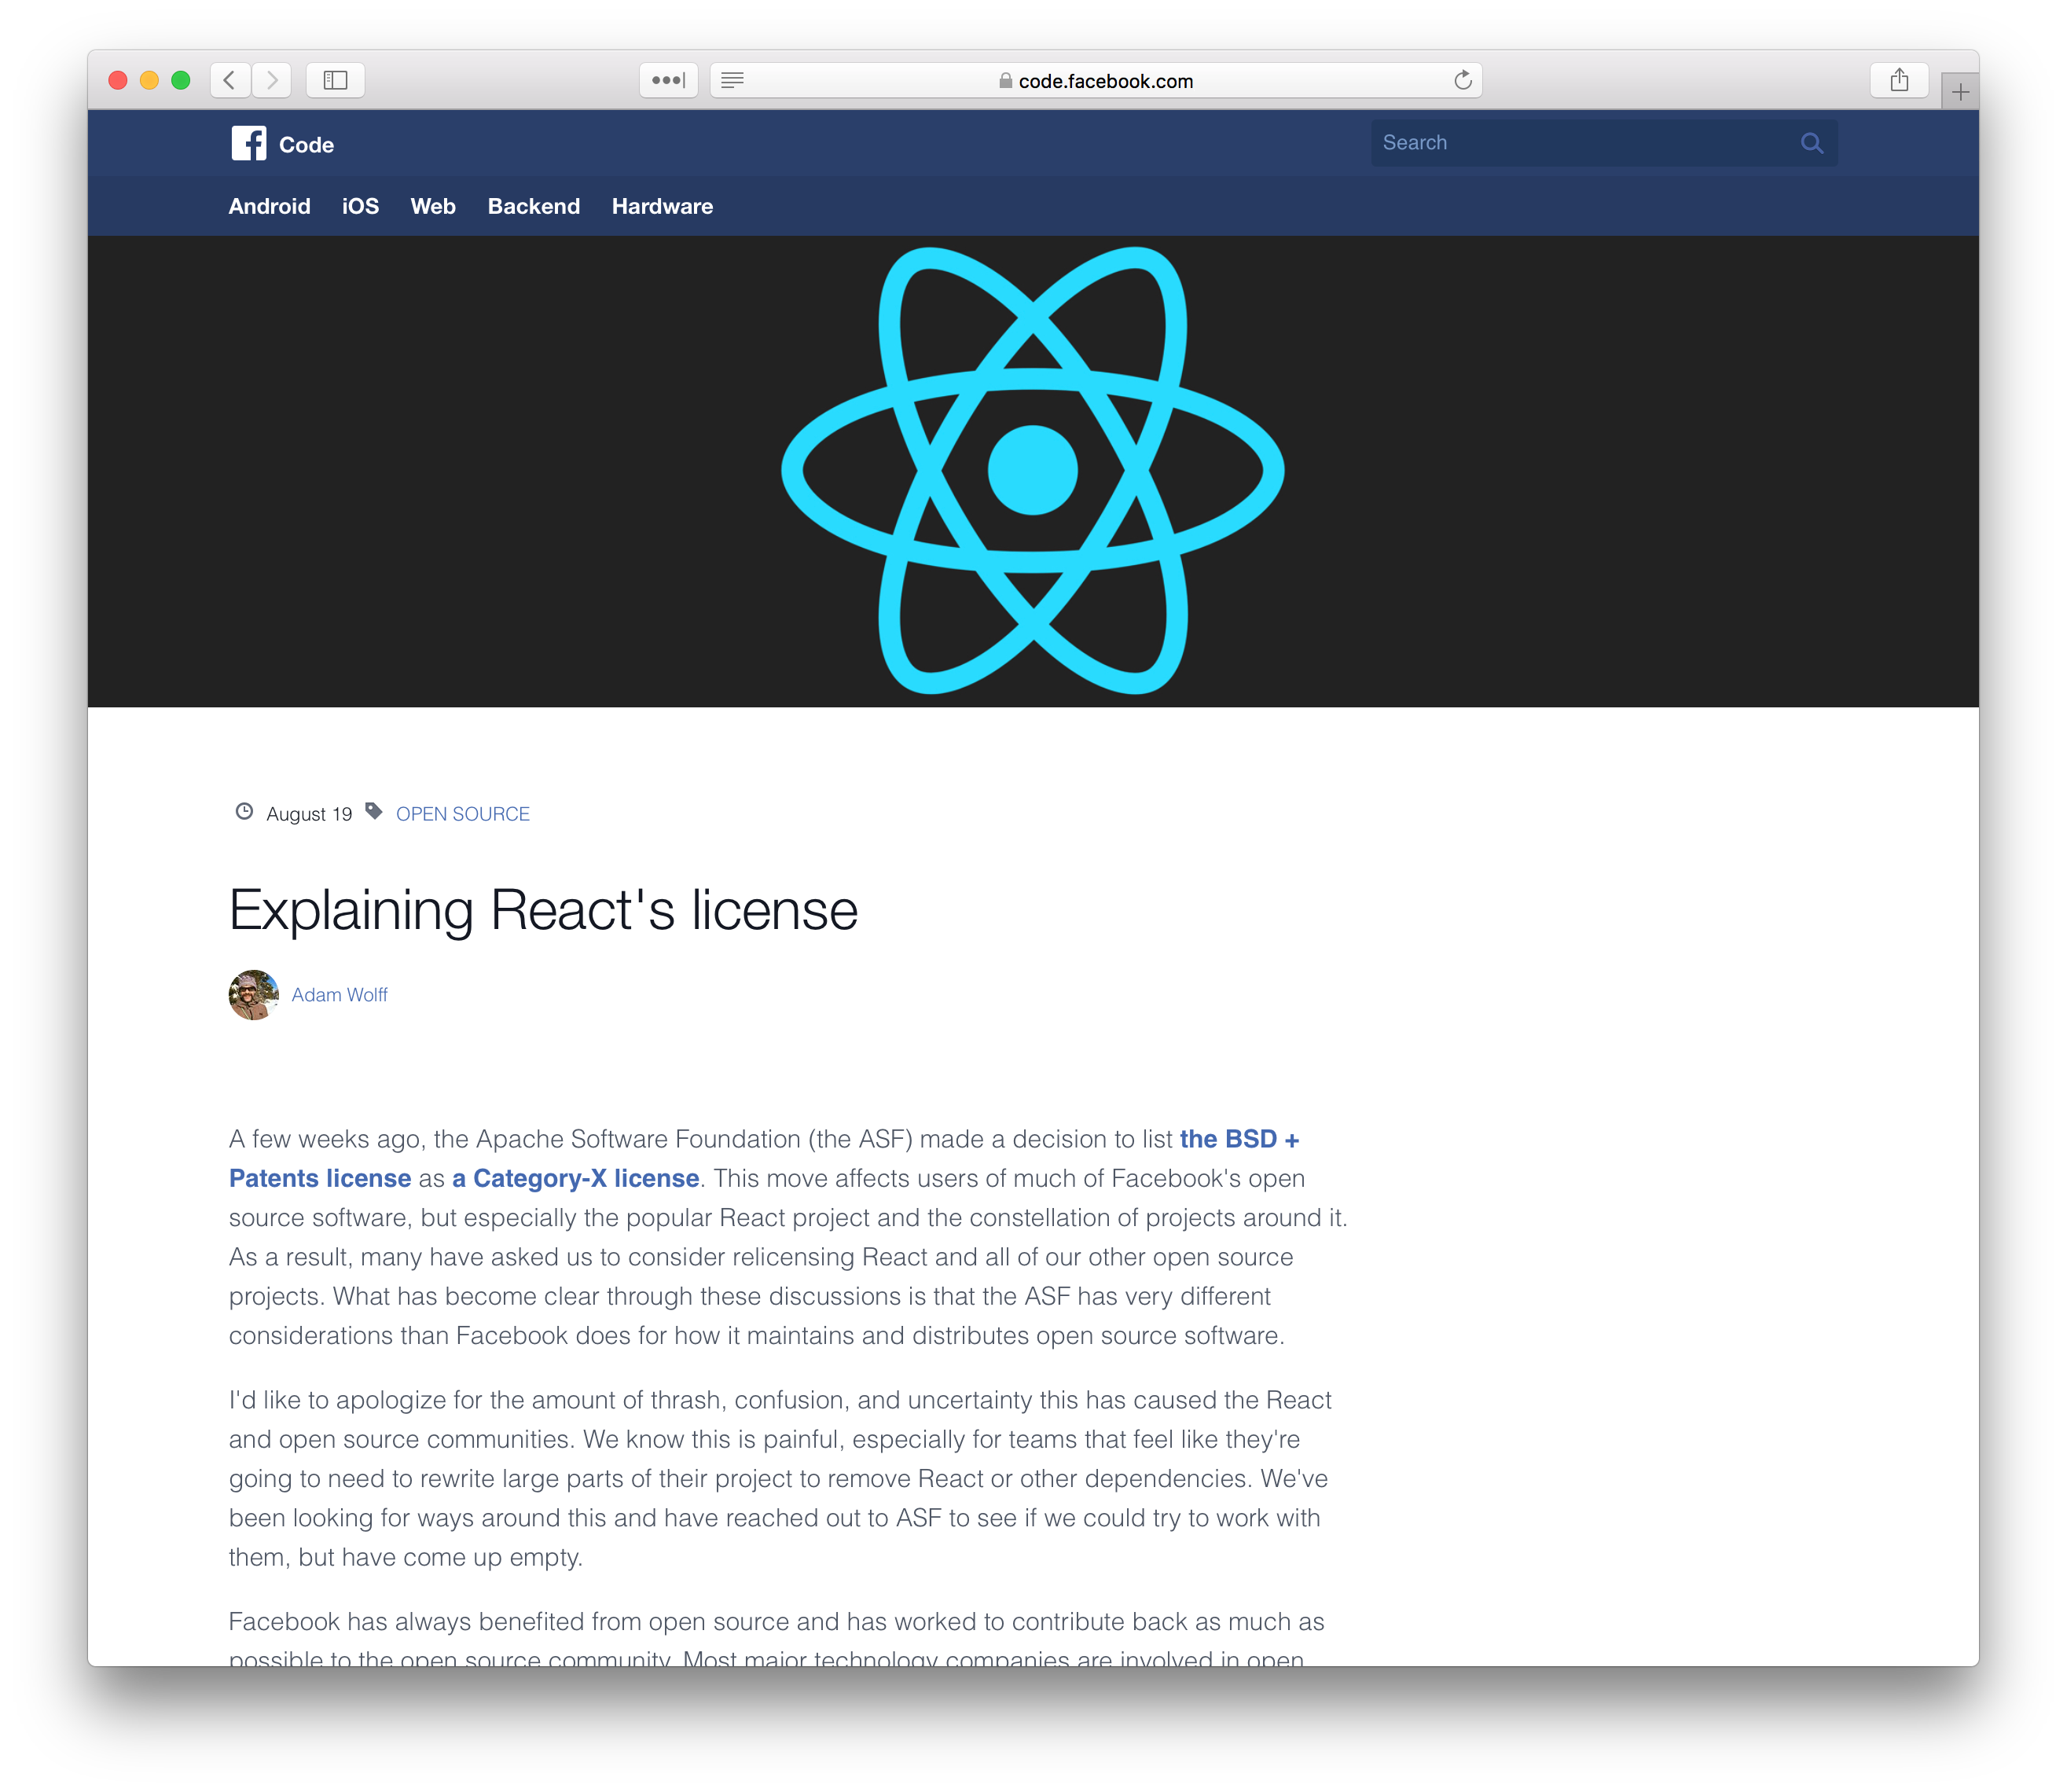 code.facebook.com
Code
Search
Android iOS Web Backend Hardware
August 19 OPEN SOURCE
Explaining React's license
Adam Wolff
A few weeks ago, the Apache Software Foundation (the ASF) made a decision to list the BSD +
Patents license as a Category-X license. This move affects users of much of Facebook's open
source software, but especially the popular React project and the constellation of projects around it.
As a result, many have asked us to consider relicensing React and all of our other open source
projects. What has become clear through these discussions is that the ASF has very different
considerations than Facebook does for how it maintains and distributes open source software.
I'd like to apologize for the amount of thrash, confusion, and uncertainty this has caused the React
and open source communities. We know this is painful, especially for teams that feel like they're
going to need to rewrite large parts of their project to remove React or other dependencies. We've
been looking for ways around this and have reached out to ASF to see if we could try to work with
them, but have come up empty.
Facebook has always benefited from open source and has worked to contribute back as much as
possible to the open source community. Most major technology companies are involved in open